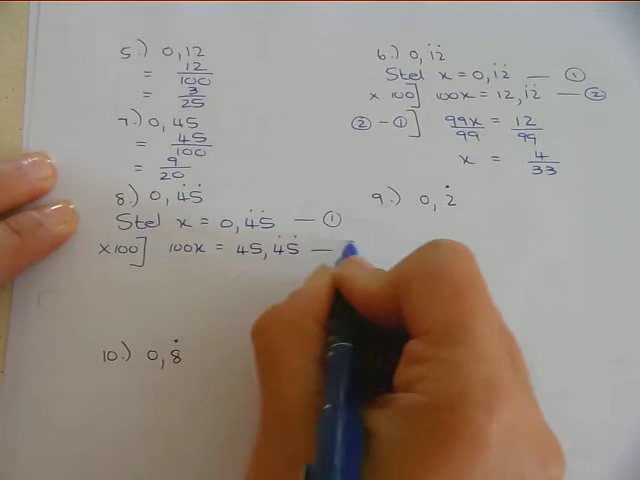 5.) 0,12
= 12/100
= 3/25
6.) 0,1̇2̇
Stel x = 0,1̇2̇ — ①
x 100] 100x = 12,1̇2̇ — ②
② - ①] 99x/99 = 12/99
x = 4/33
7.) 0,45
= 45/100
= 9/20
8.) 0,4̇5̇
Stel x = 0,4̇5̇ — ①
x100] 100x = 45,4̇5̇ —
9.) 0,2̇
10.) 0,8̇